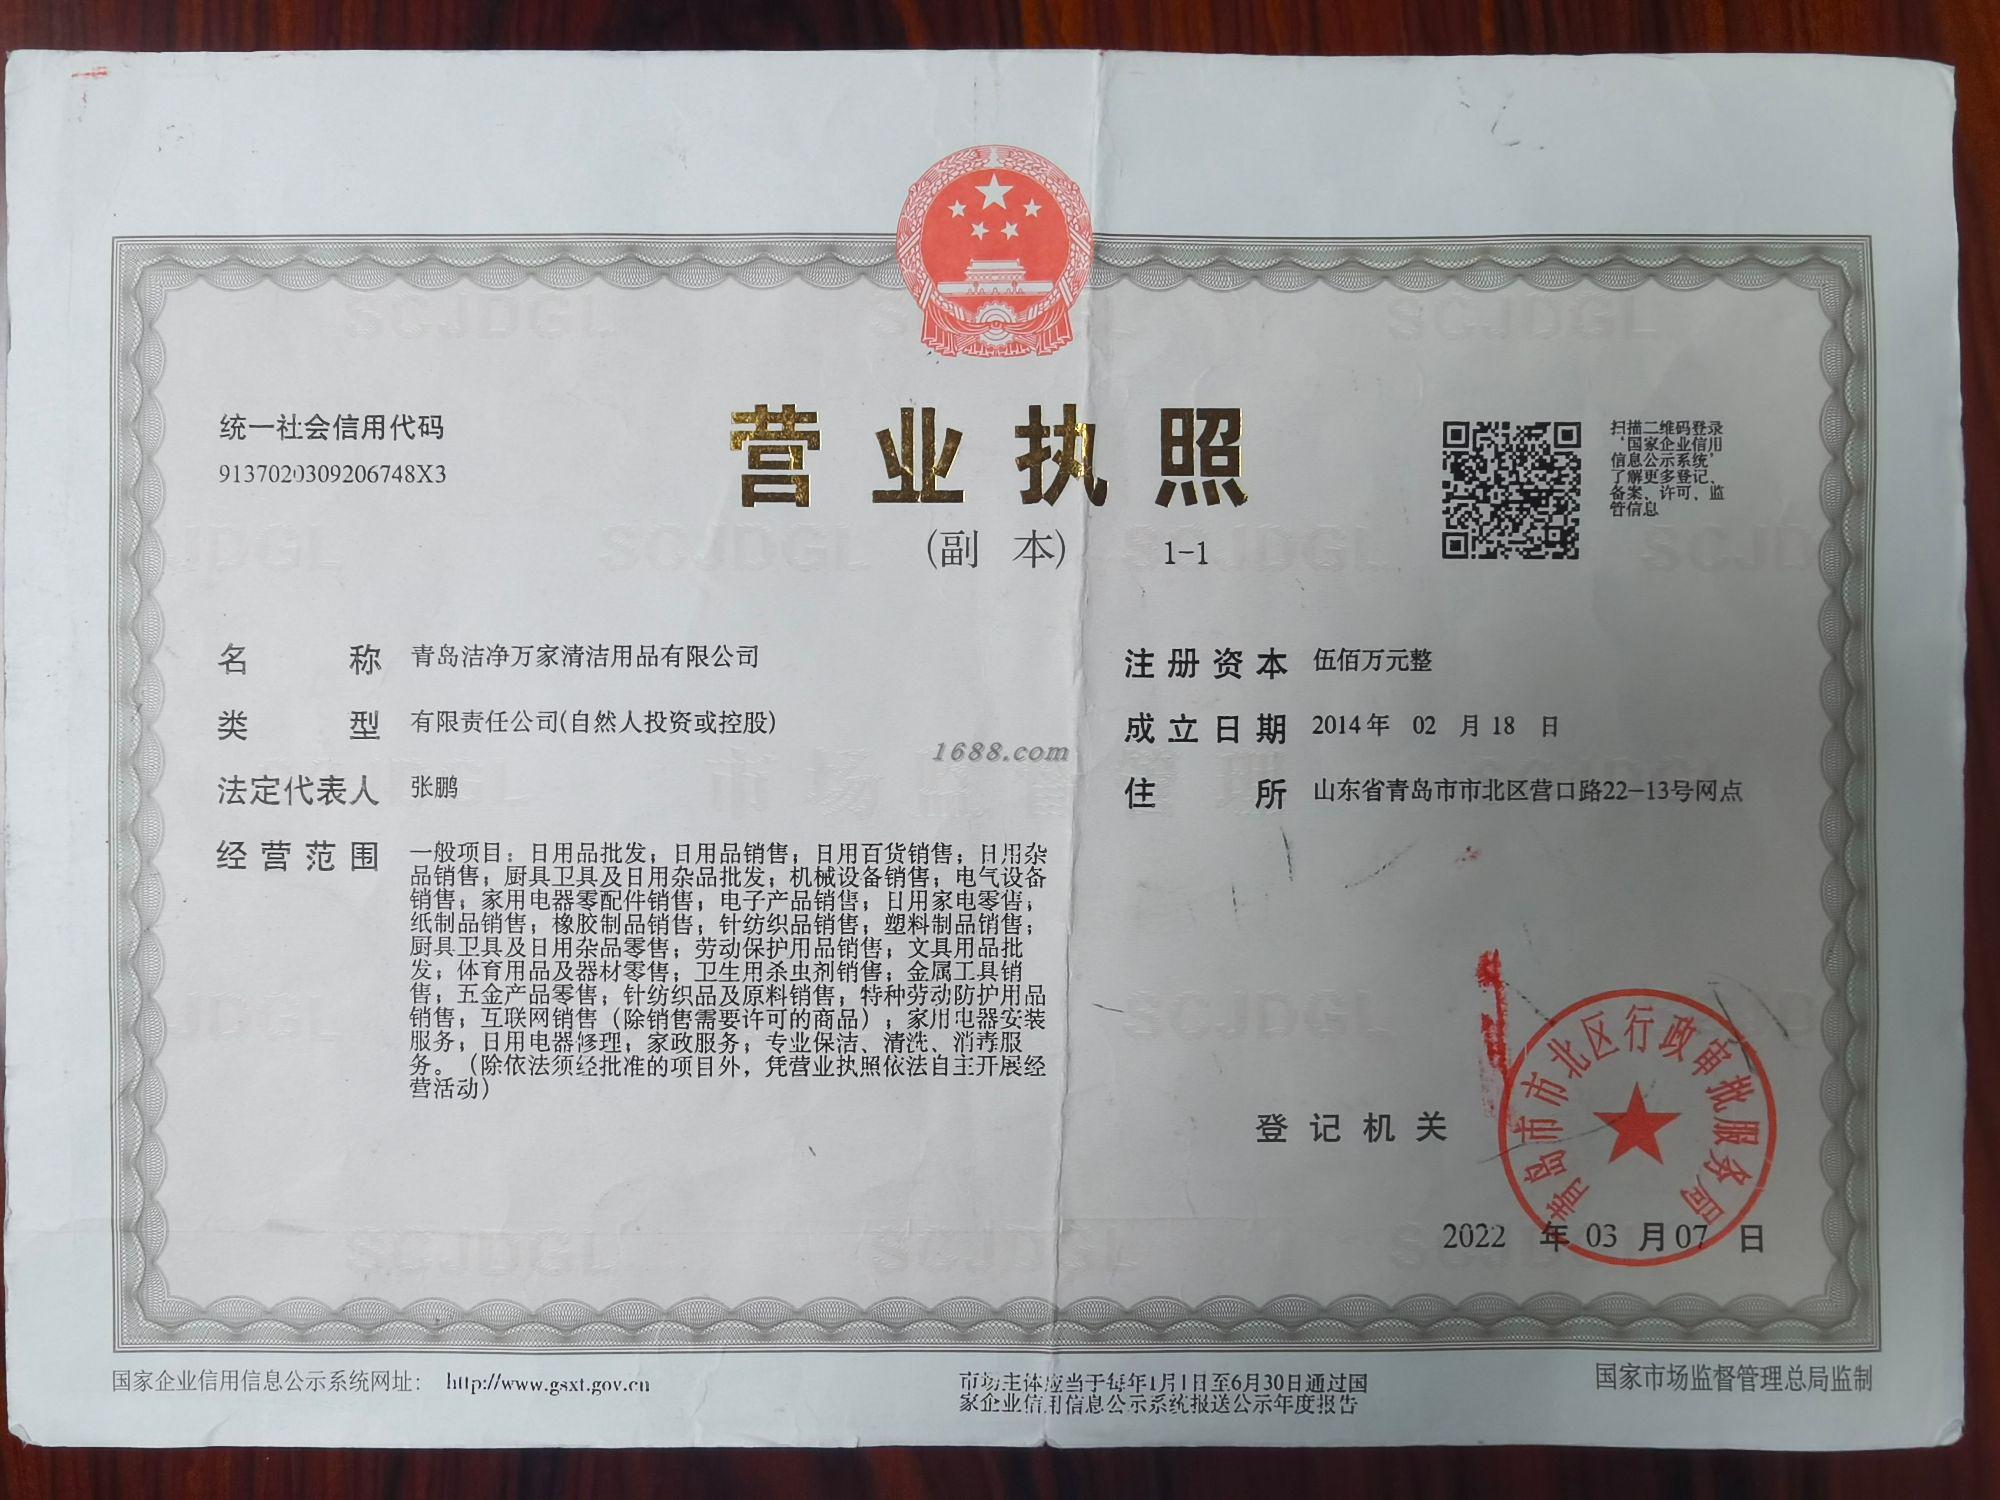 统一社会信用代码
9137020309206748X3
营业执照
(副 本) 1-1
扫描二维码登录
'国家企业信用
信息公示系统'
了解更多登记、
备案、许可、监
管信息
名称 青岛洁净万家清洁用品有限公司
类型 有限责任公司(自然人投资或控股)
法定代表人 张鹏
经营范围 一般项目：日用品批发；日用品销售；日用百货销售；日用杂
品销售；厨具卫具及日用杂品批发；机械设备销售；电气设备
销售；家用电器零配件销售；电子产品销售；日用家电零售；
纸制品销售；橡胶制品销售；针纺织品销售；塑料制品销售；
厨具卫具及日用杂品零售；劳动保护用品销售；文具用品批
发；体育用品及器材零售；卫生用杀虫剂销售；金属工具销
售；五金产品零售；针纺织品及原料销售；特种劳动防护用品
销售；互联网销售（除销售需要许可的商品）；家用电器安装
服务；日用电器修理；家政服务；专业保洁、清洗、消毒服
务。（除依法须经批准的项目外，凭营业执照依法自主开展经
营活动）
1688.com
注册资本 伍佰万元整
成立日期 2014年 02 月 18 日
住所 山东省青岛市市北区营口路22-13号网点
登记机关
青岛市市北区行政审批服务局
2022 年 03 月 07 日
国家企业信用信息公示系统网址： http://www.gsxt.gov.cn
市场主体应当于每年1月1日至6月30日通过国
家企业信用信息公示系统报送公示年度报告
国家市场监督管理总局监制